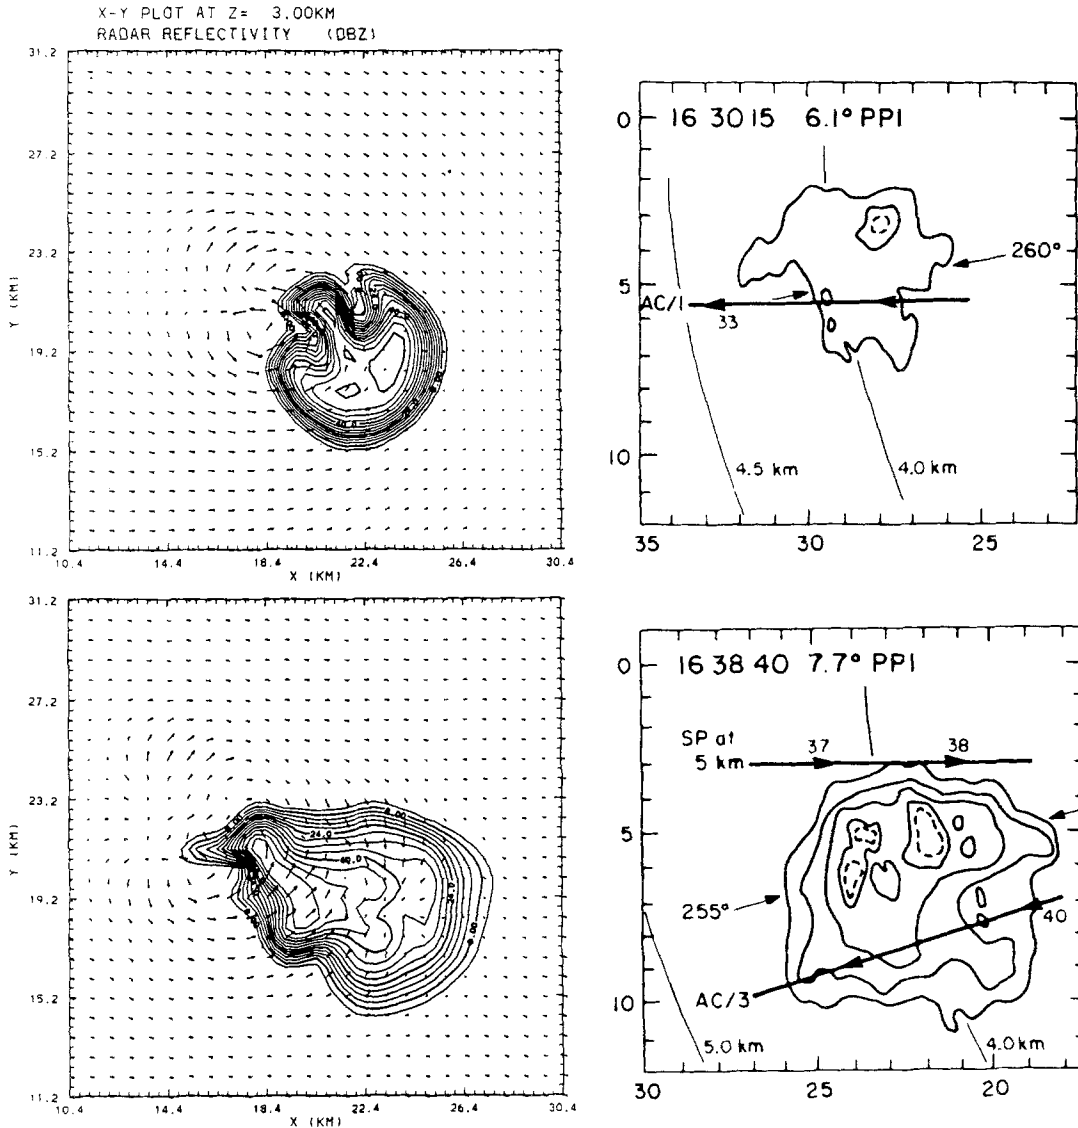 X-Y PLOT AT Z= 3.00KM
RADAR REFLECTIVITY (DBZ)
31.2
27.2
23.2
Y (KM)
19.2
15.2
11.2
40.0
10.4 14.4 18.4 22.4 26.4 30.4
X (KM)
16 30 15 6.1° PPI
0
5
10
260°
AC/1
33
4.5 km
4.0 km
35 30 25
31.2
27.2
23.2
Y (KM)
19.2
15.2
11.2
8.00
24.0
40.0
10.4 14.4 18.4 22.4 26.4 30.4
X (KM)
16 38 40 7.7° PPI
0
5
10
SP at
5 km
37
38
255°
40
AC/3
5.0 km
4.0 km
30 25 20